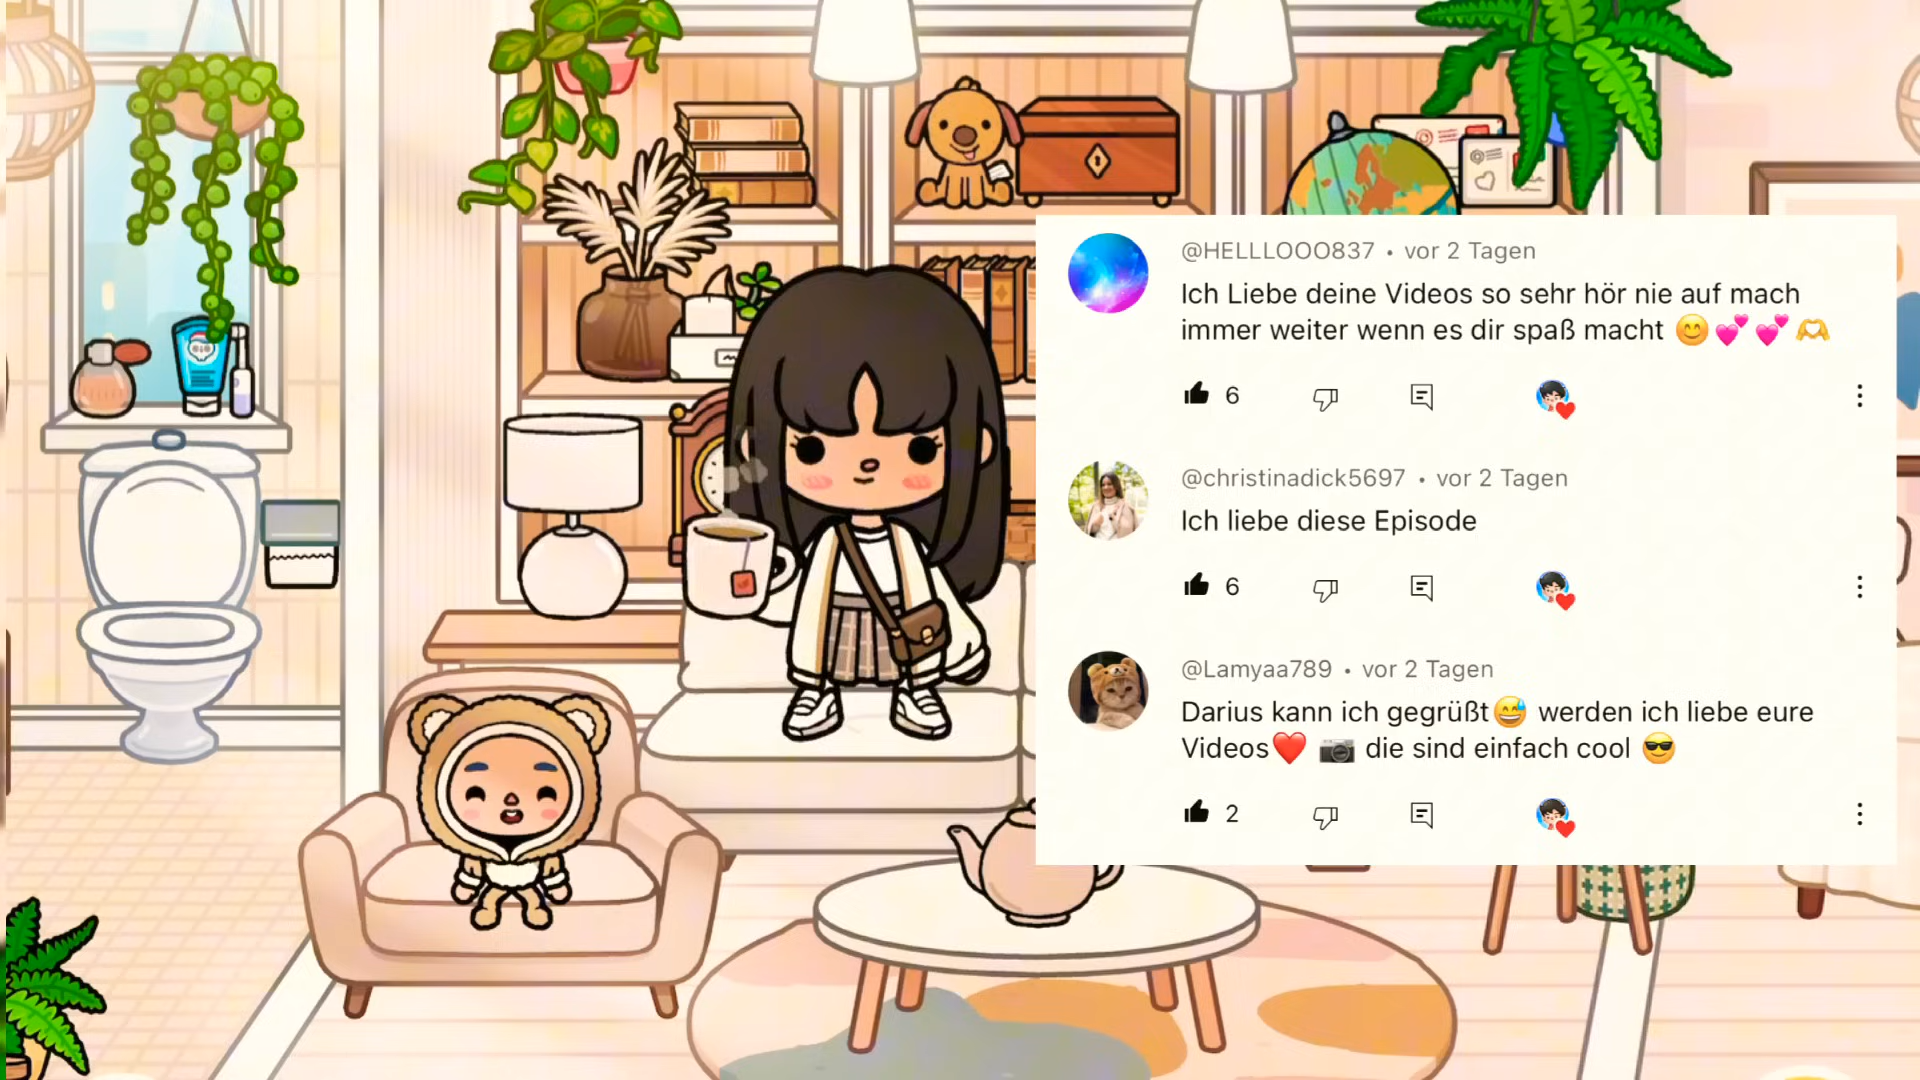 @HELLLOOO837 • vor 2 Tagen
Ich Liebe deine Videos so sehr hör nie auf mach
immer weiter wenn es dir spaß macht 😊💕💕🫶
6
@christinadick5697 • vor 2 Tagen
Ich liebe diese Episode
6
@Lamyaa789 • vor 2 Tagen
Darius kann ich gegrüßt😅 werden ich liebe eure
Videos❤️ 📷 die sind einfach cool 😎
2